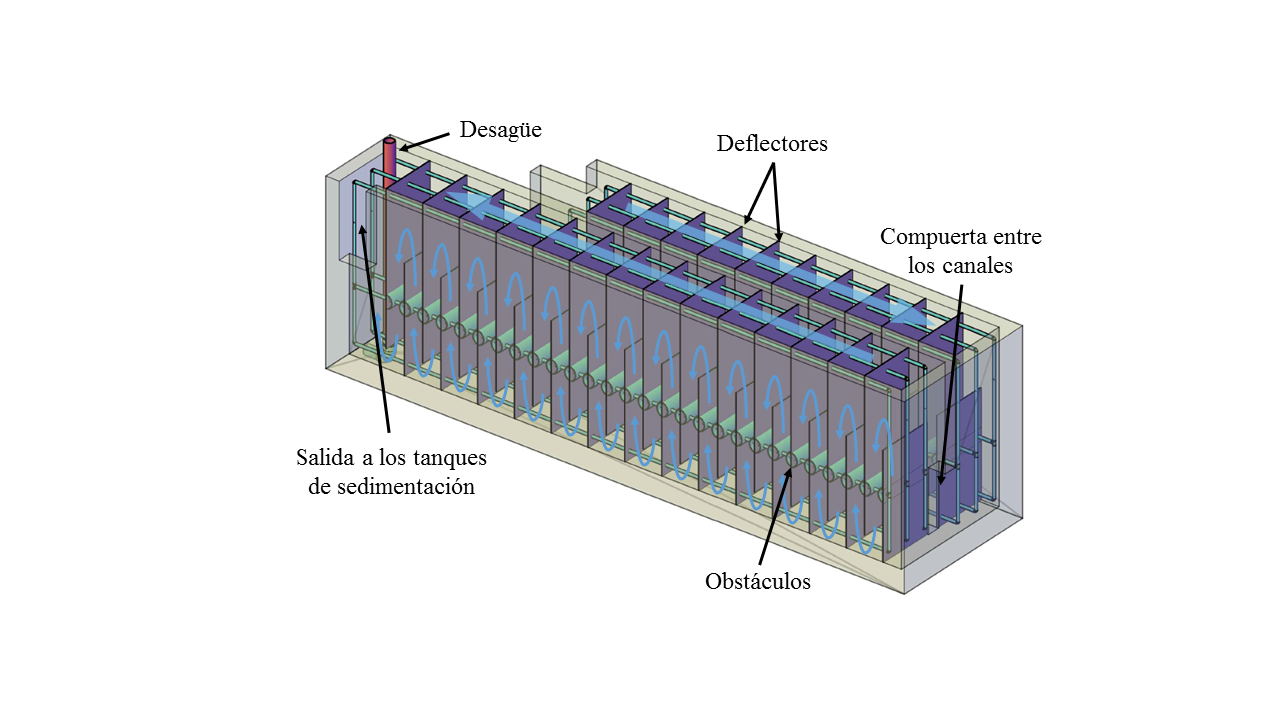 Desagüe
Deflectores
Compuerta entre
los canales
Salida a los tanques
de sedimentación
Obstáculos